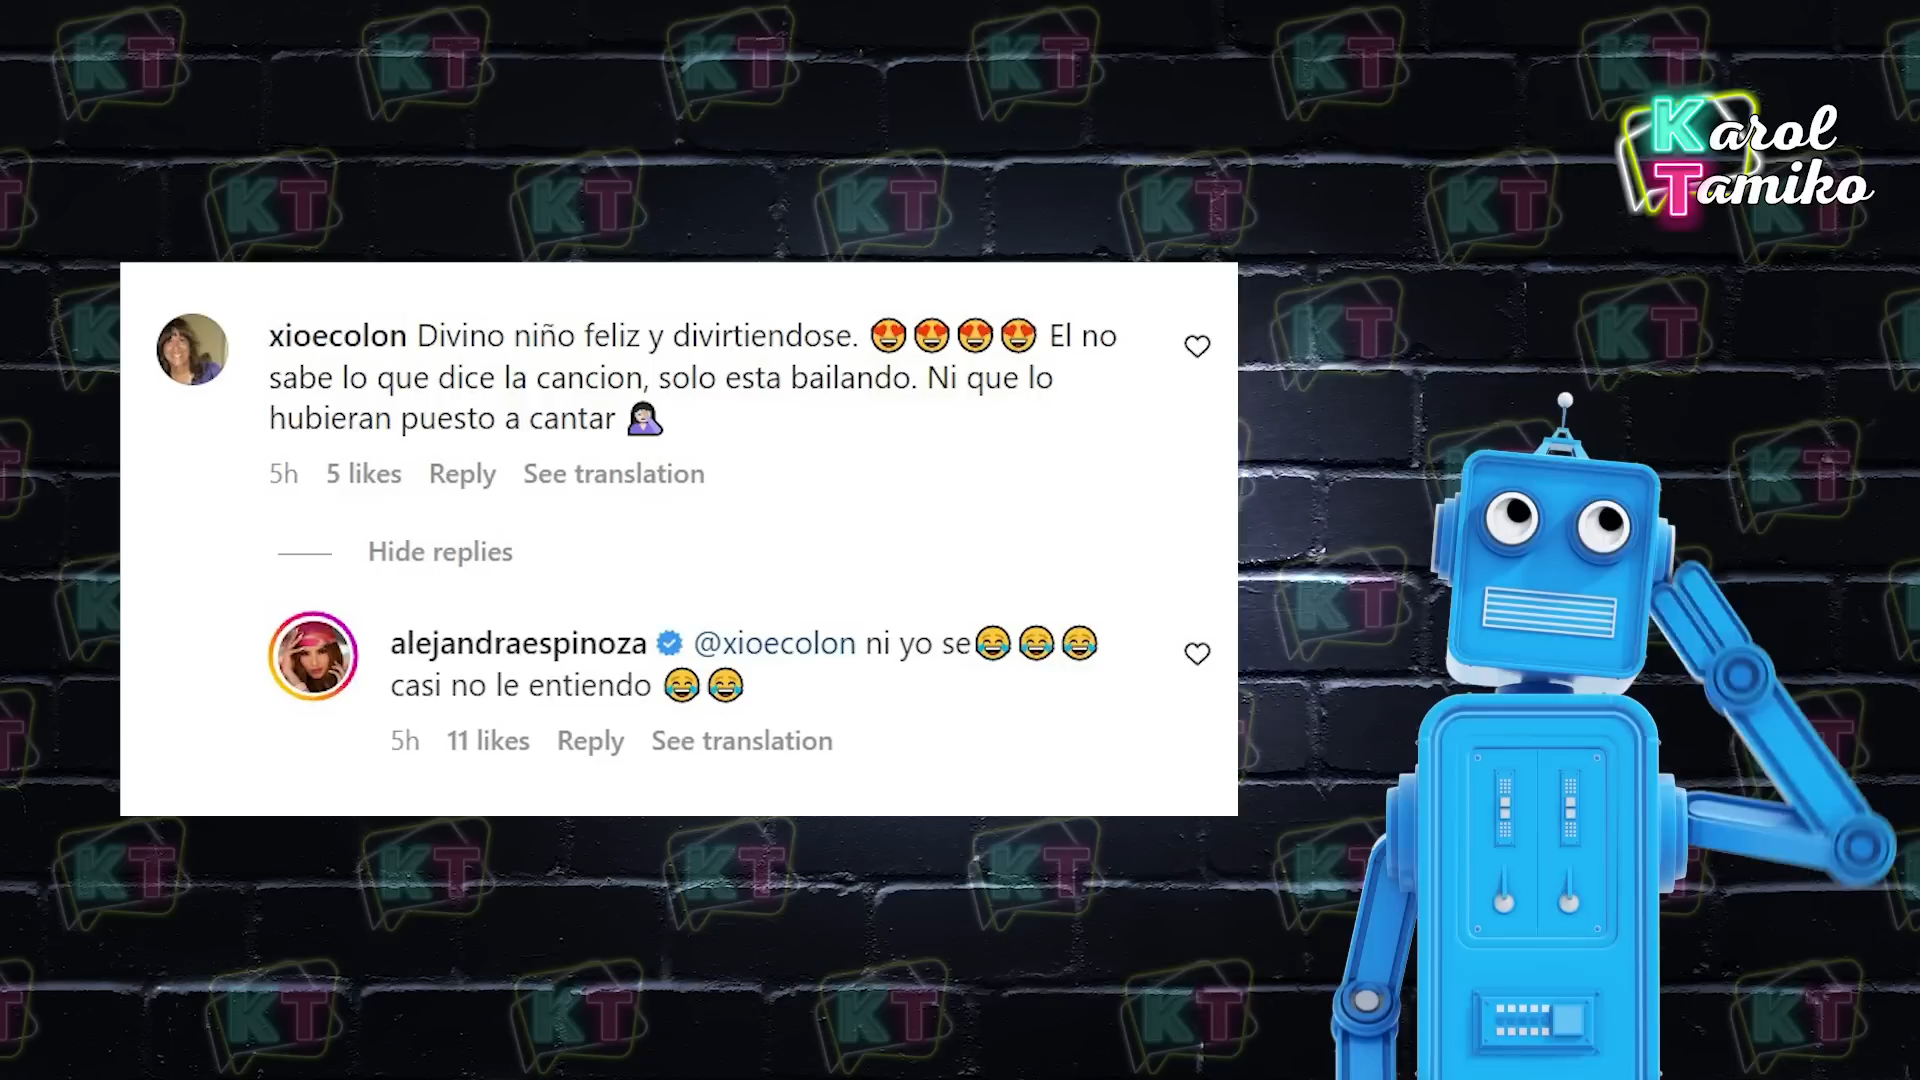 Karol
Tamiko
xioecolon Divino niño feliz y divirtiendose. 😍😍😍😍 El no
sabe lo que dice la cancion, solo esta bailando. Ni que lo
hubieran puesto a cantar 🤦🏻‍♀️
5h 5 likes Reply See translation
Hide replies
alejandraespinoza @xioecolon ni yo se😂😂😂
casi no le entiendo 😂😂
5h 11 likes Reply See translation